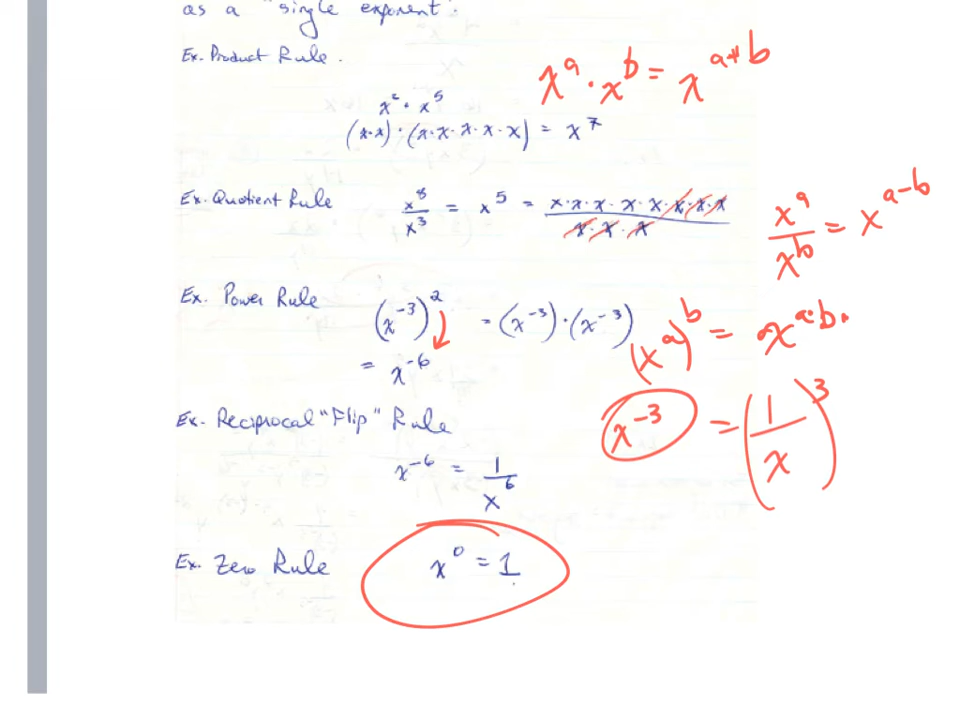 as a "single exponent".
Ex. Product Rule.
x^a · x^b = x^{a+b}
x^2 · x^5
(x·x) · (x·x·x·x·x) = x^7
Ex. Quotient Rule x^8/x^3 = x^5 = x·x·x·x·x·x·x·x/x·x·x
x^a/x^b = x^{a-b}
Ex. Power Rule (x^{-3})^2 = (x^{-3})·(x^{-3})
(x^a)^b = x^{a·b}.
= x^{-6}
Ex. Reciprocal "Flip" Rule
x^{-3} = (1/x)^3
x^{-6} = 1/x^6
Ex. Zero Rule x^0 = 1